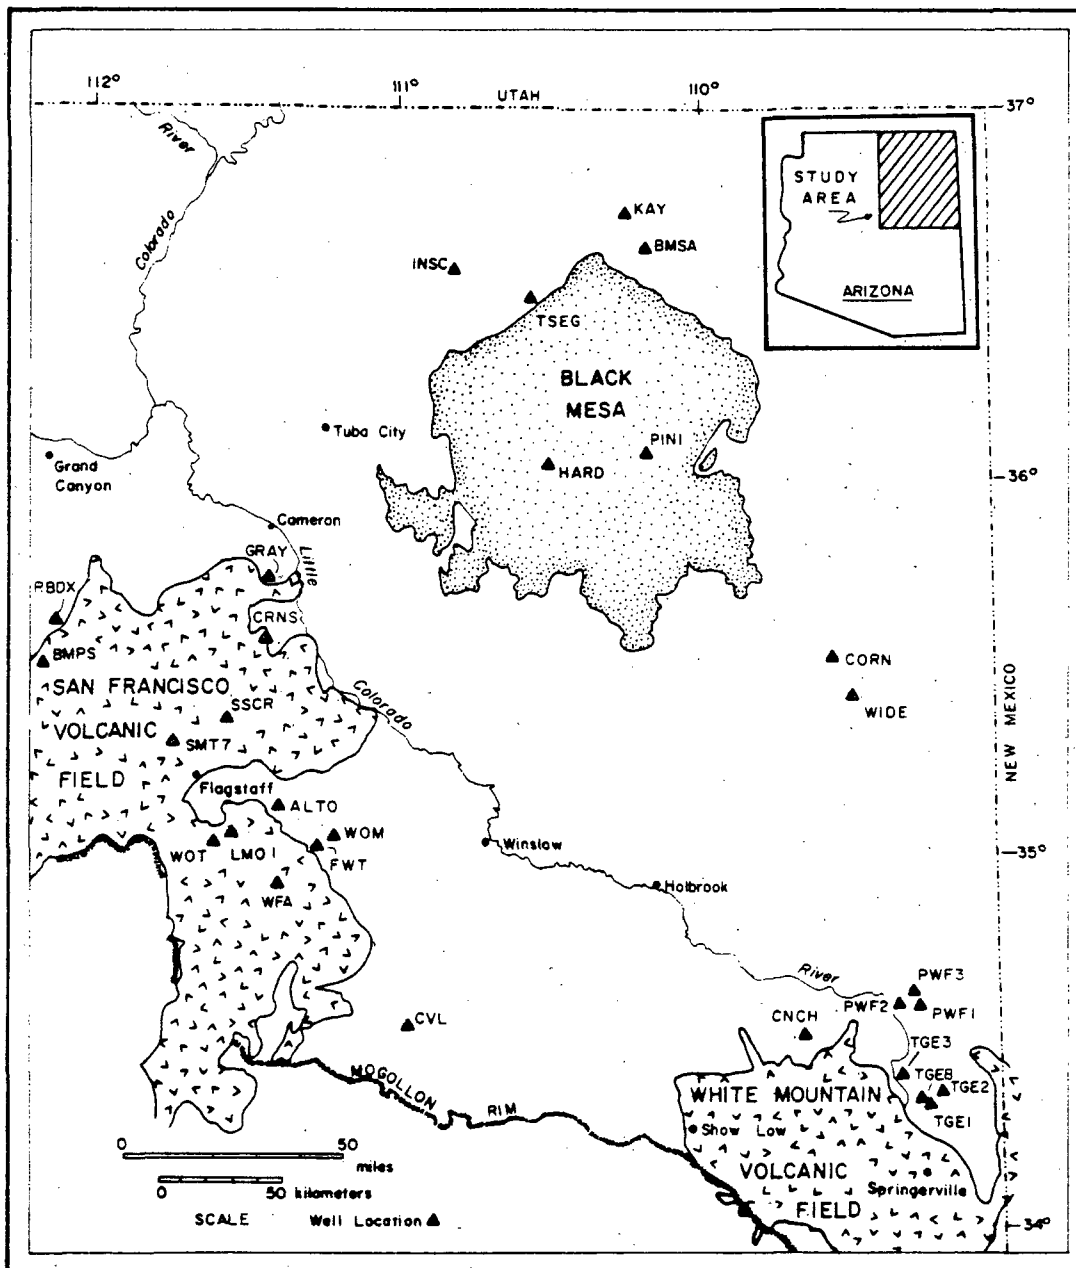 112°
111°
110°
UTAH
37°
River
Colorado
KAY
BMSA
INSC
TSEG
STUDY
AREA
ARIZONA
BLACK
MESA
Tuba City
PINI
HARD
Grand
Canyon
36°
Cameron
GRAY
Little
RBDX
CRNS
BMPS
CORN
SAN FRANCISCO
SSCR
Colorado
WIDE
VOLCANIC
SMT7
NEW MEXICO
FIELD
Flagstaff
ALTO
WOM
WOT
LMO1
FWT
Winslow
35°
WFA
Holbrook
River
PWF3
PWF2
PWF1
CVL
CNCH
TGE3
TGE8
TGE2
TGE1
MOGOLLON
RIM
WHITE MOUNTAIN
Show Low
VOLCANIC
Springerville
FIELD
34°
0 50
miles
0 50
kilometers
SCALE Well Location